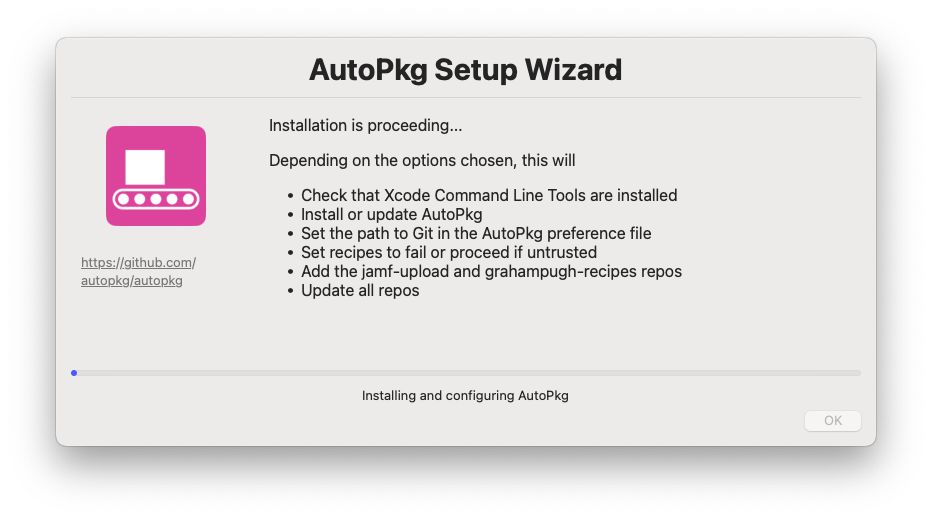 AutoPkg Setup Wizard
Installation is proceeding...
Depending on the options chosen, this will
• Check that Xcode Command Line Tools are installed
• Install or update AutoPkg
• Set the path to Git in the AutoPkg preference file
• Set recipes to fail or proceed if untrusted
• Add the jamf-upload and grahampugh-recipes repos
• Update all repos
https://github.com/
autopkg/autopkg
Installing and configuring AutoPkg
OK